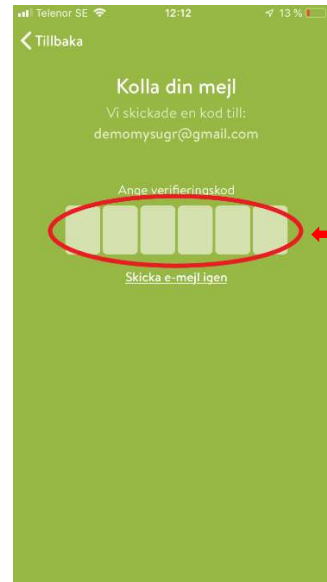 Telenor SE 12:12 13 %
Tillbaka
Kolla din mejl
Vi skickade en kod till:
demomysugr@gmail.com
Ange verifieringskod
Skicka e-mejl igen